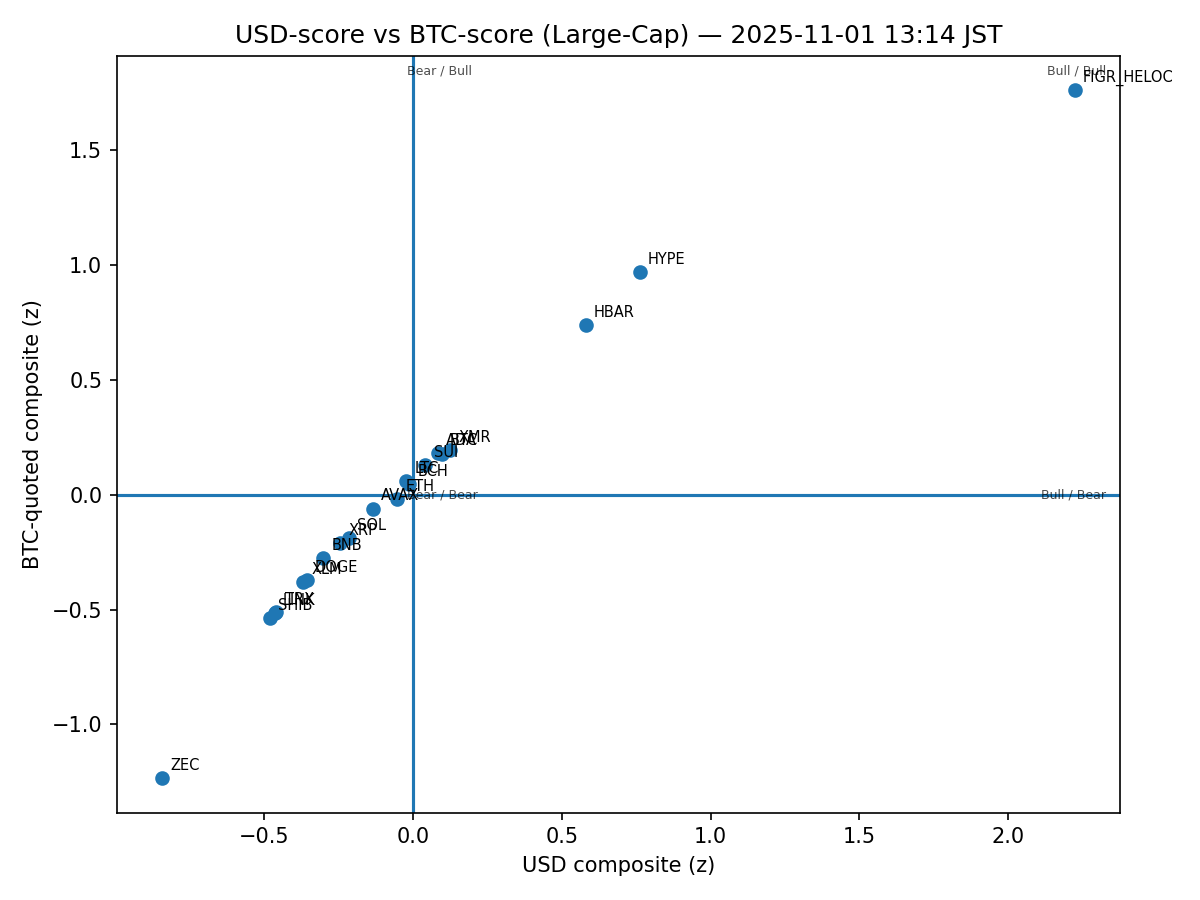 USD-score vs BTC-score (Large-Cap) — 2025-11-01 13:14 JST
Bear / Bull
Bull / Bull
FIGR_HELOC
1.5
HYPE
1.0
HBAR
0.5
XMR
SUI
BCH
ETH
AVAX
Bull / Bear
0.0
SOL
XRP
BNB
DOGE
XLM
SHIB
−0.5
−1.0
ZEC
−0.5
0.0
0.5
1.0
1.5
2.0
USD composite (z)
BTC-quoted composite (z)